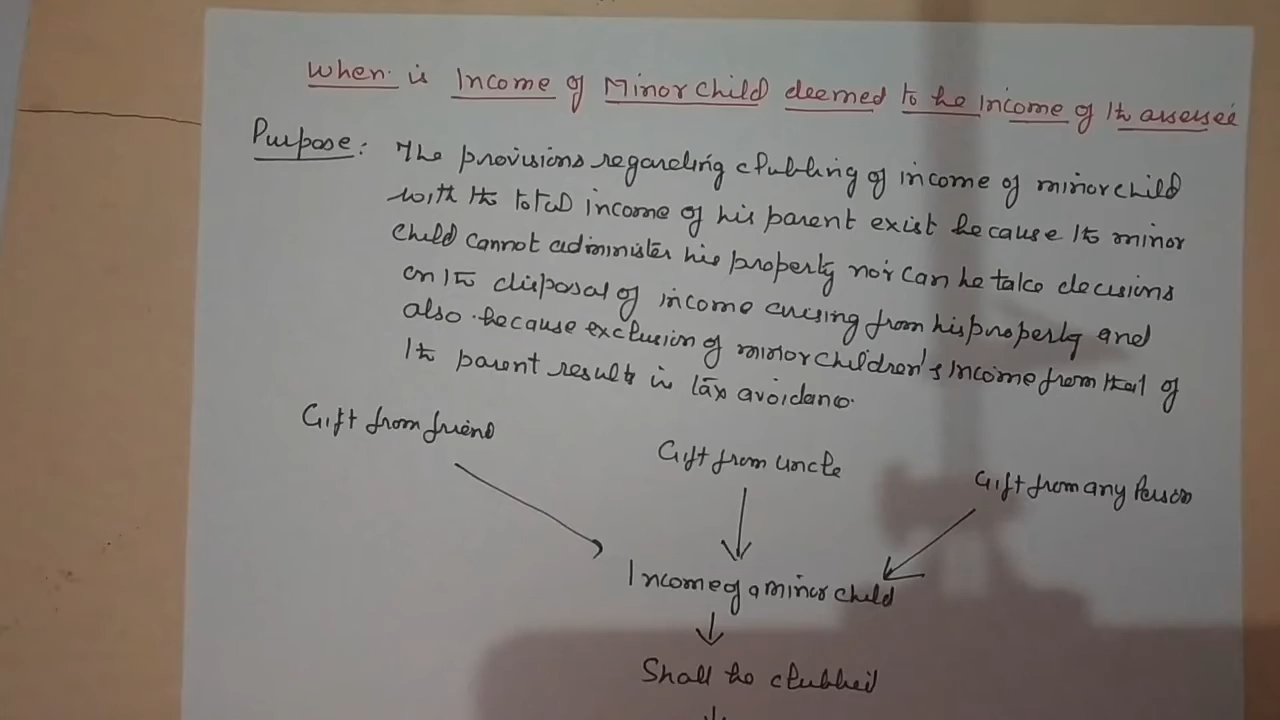 When is Income of Minor child deemed to be income of the assessee
Purpose: The provisions regarding clubbing of income of minor child
with the total income of his parent exist because the minor
child cannot administer his property nor can he take decisions
on the disposal of income arising from his property and
also because exclusion of minor children's income from that of
the parent results in tax avoidance.
Gift from friend
Gift from uncle
Gift from any Person
Income of a minor child
Shall be clubbed